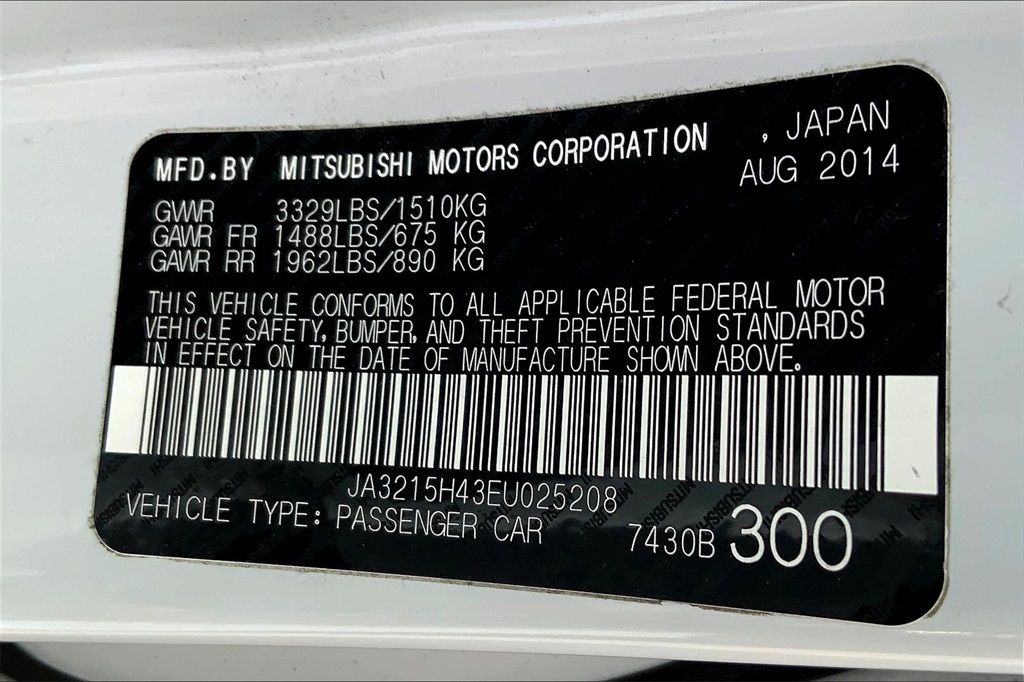 MFD.BY MITSUBISHI MOTORS CORPORATION , JAPAN
AUG 2014
GWWR 3329LBS/1510KG
GAWR FR 1488LBS/675 KG
GAWR RR 1962LBS/890 KG
THIS VEHICLE CONFORMS TO ALL APPLICABLE FEDERAL MOTOR
VEHICLE SAFETY, BUMPER, AND THEFT PREVENTION STANDARDS
IN EFFECT ON THE DATE OF MANUFACTURE SHOWN ABOVE.
JA3215H43EU025208
VEHICLE TYPE: PASSENGER CAR 7430B 300